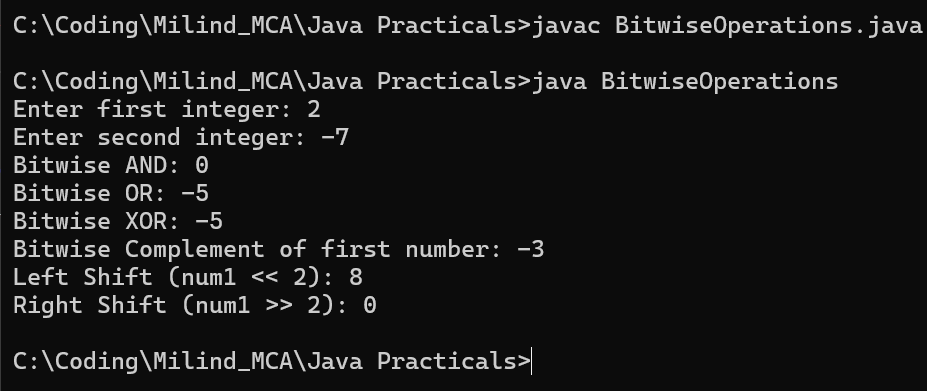 C:\Coding\Milind_MCA\Java Practicals>javac BitwiseOperations.java
C:\Coding\Milind_MCA\Java Practicals>java BitwiseOperations
Enter first integer: 2
Enter second integer: -7
Bitwise AND: 0
Bitwise OR: -5
Bitwise XOR: -5
Bitwise Complement of first number: -3
Left Shift (num1 << 2): 8
Right Shift (num1 >> 2): 0
C:\Coding\Milind_MCA\Java Practicals>